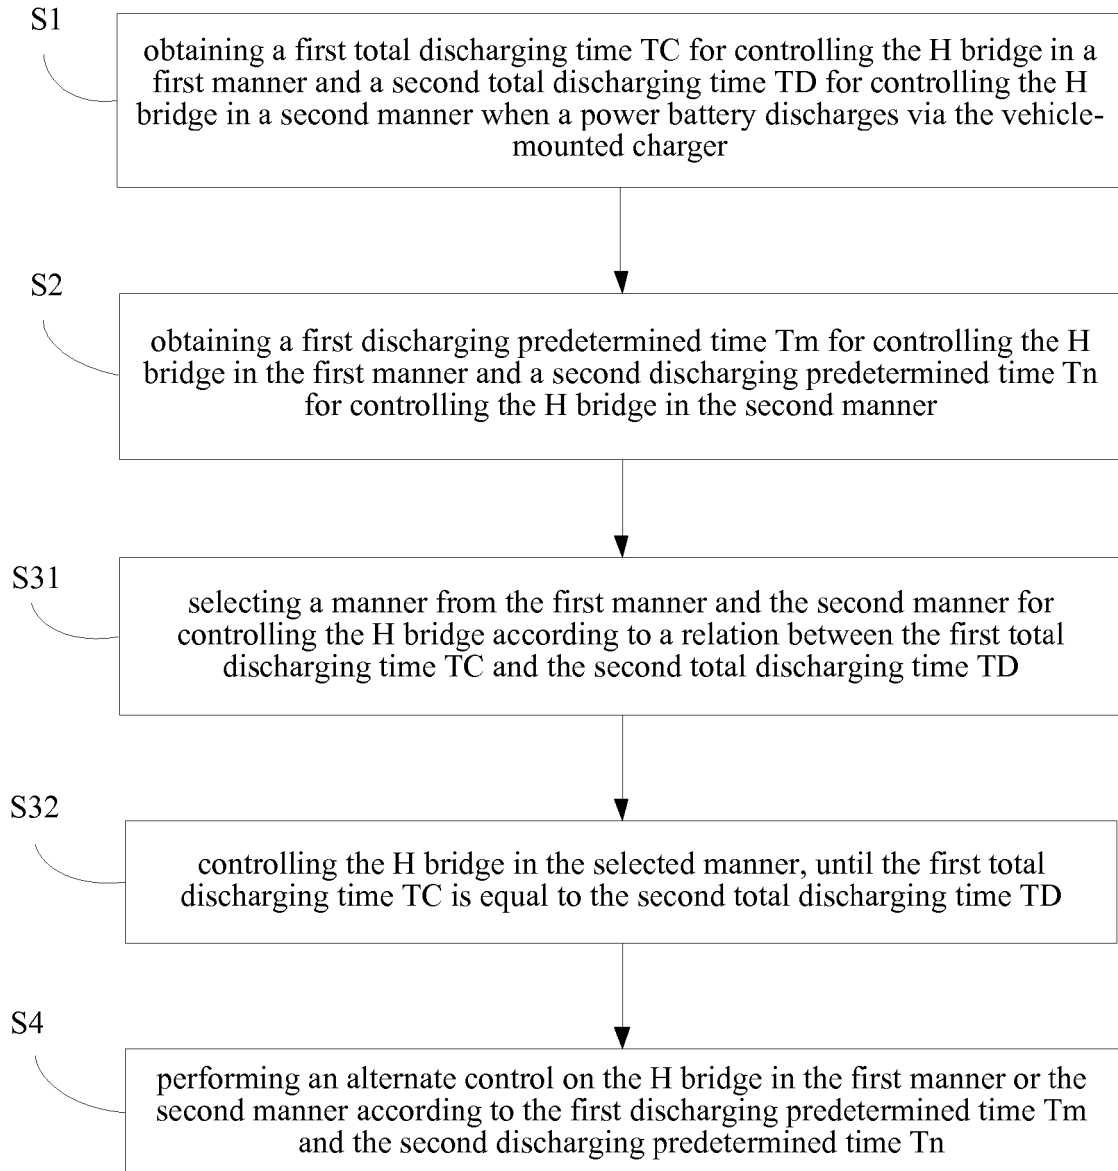 S1
obtaining a first total discharging time TC for controlling the H bridge in a
first manner and a second total discharging time TD for controlling the H
bridge in a second manner when a power battery discharges via the vehicle-
mounted charger
S2
obtaining a first discharging predetermined time Tm for controlling the H
bridge in the first manner and a second discharging predetermined time Tn
for controlling the H bridge in the second manner
S31
selecting a manner from the first manner and the second manner for
controlling the H bridge according to a relation between the first total
discharging time TC and the second total discharging time TD
S32
controlling the H bridge in the selected manner, until the first total
discharging time TC is equal to the second total discharging time TD
S4
performing an alternate control on the H bridge in the first manner or the
second manner according to the first discharging predetermined time Tm
and the second discharging predetermined time Tn